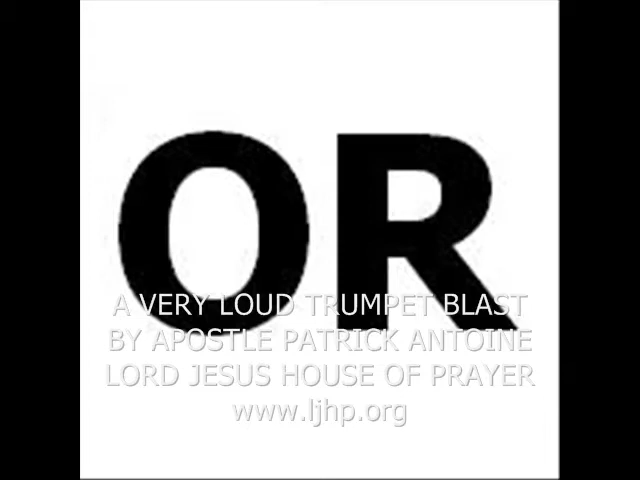 OR
A VERY LOUD TRUMPET BLAST
BY APOSTLE PATRICK ANTOINE
LORD JESUS HOUSE OF PRAYER
www.ljhp.org